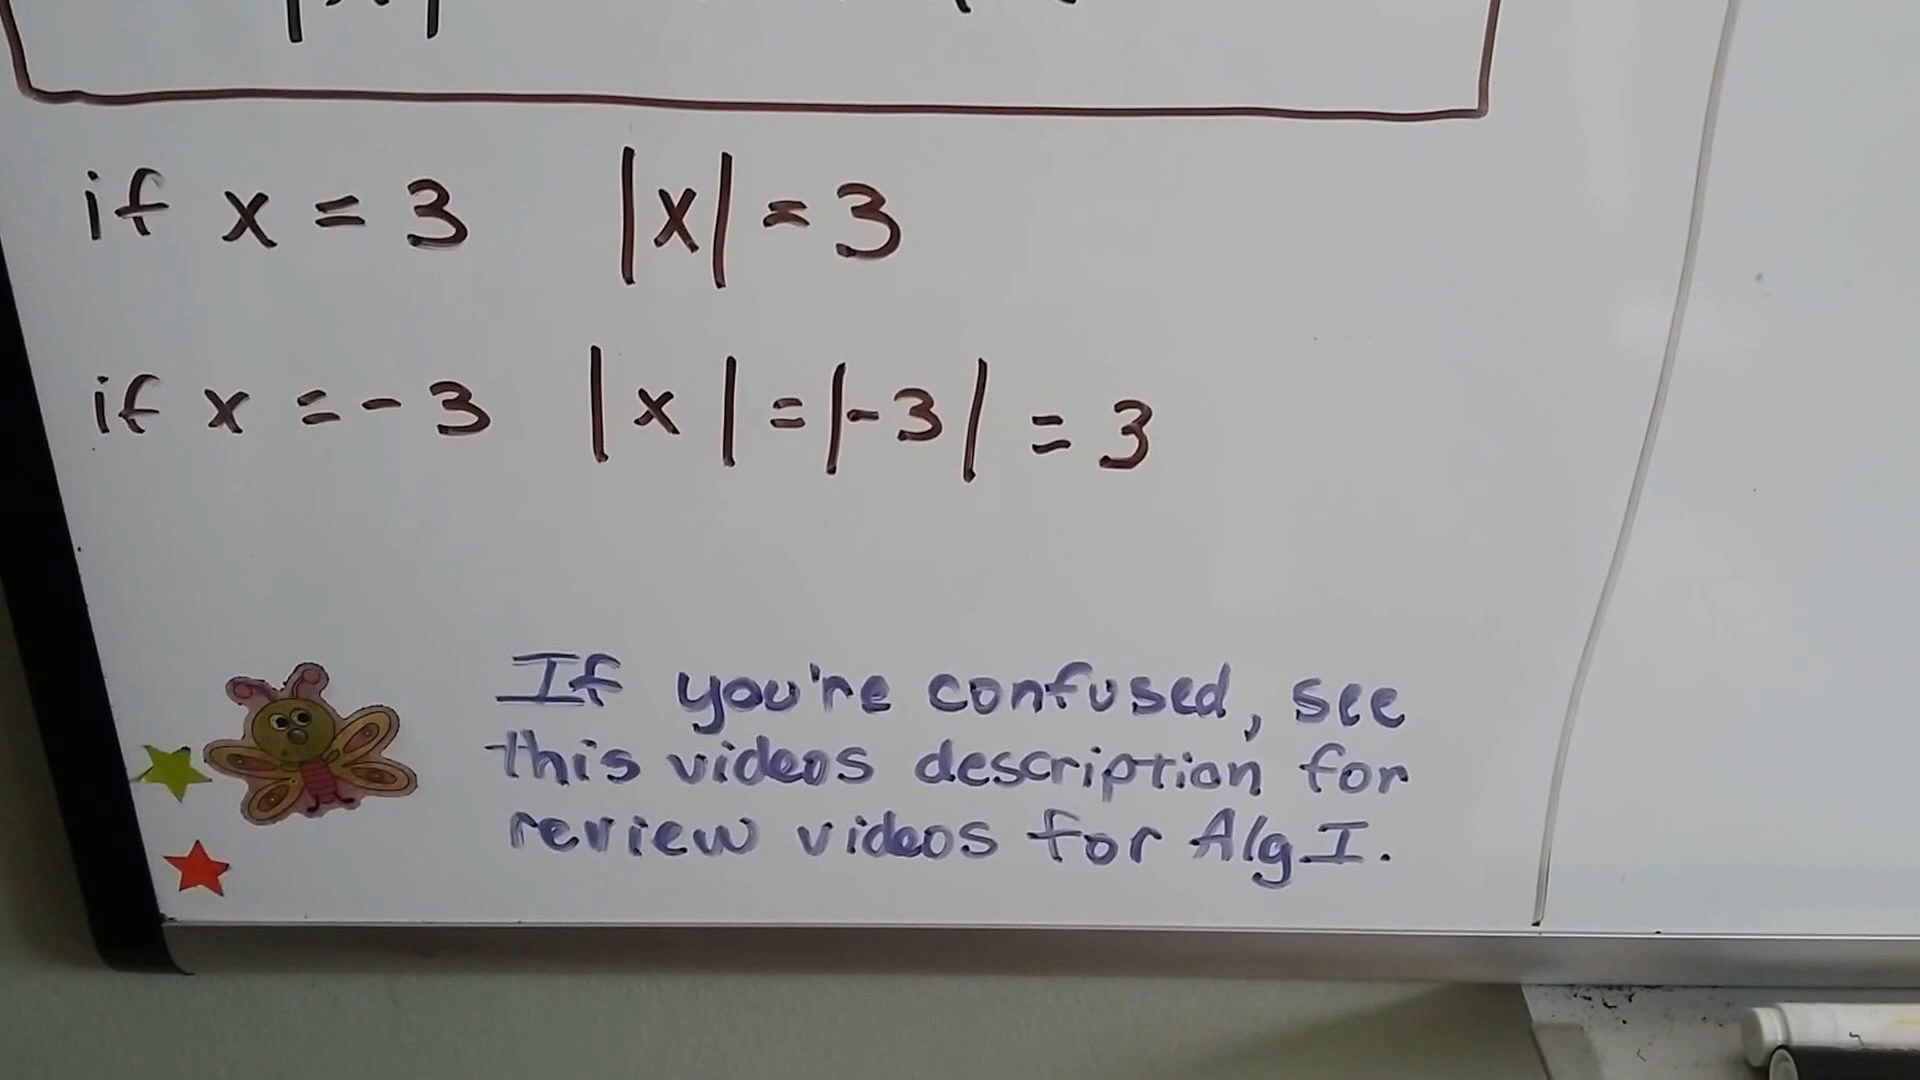 |x|
if x = 3 |x| = 3
if x = -3 |x| = |-3| = 3
If you're confused, see
this videos description for
review videos for Alg I.